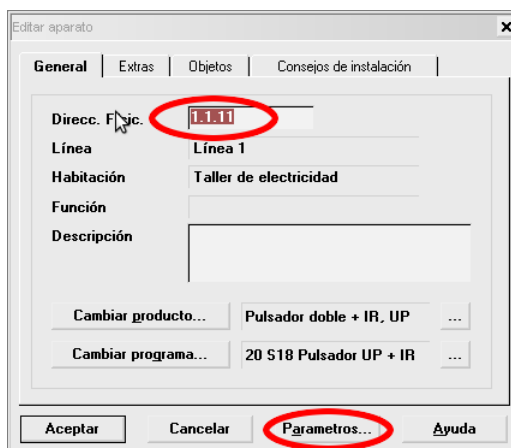 Editar aparato
General Extras Objetos Consejos de instalación
Direcc. Físic. 1.1.11
Línea Línea 1
Habitación Taller de electricidad
Función
Descripción
Cambiar producto... Pulsador doble + IR, UP ...
Cambiar programa... 20 S18 Pulsador UP + IR ...
Aceptar Cancelar Parametros... Ayuda